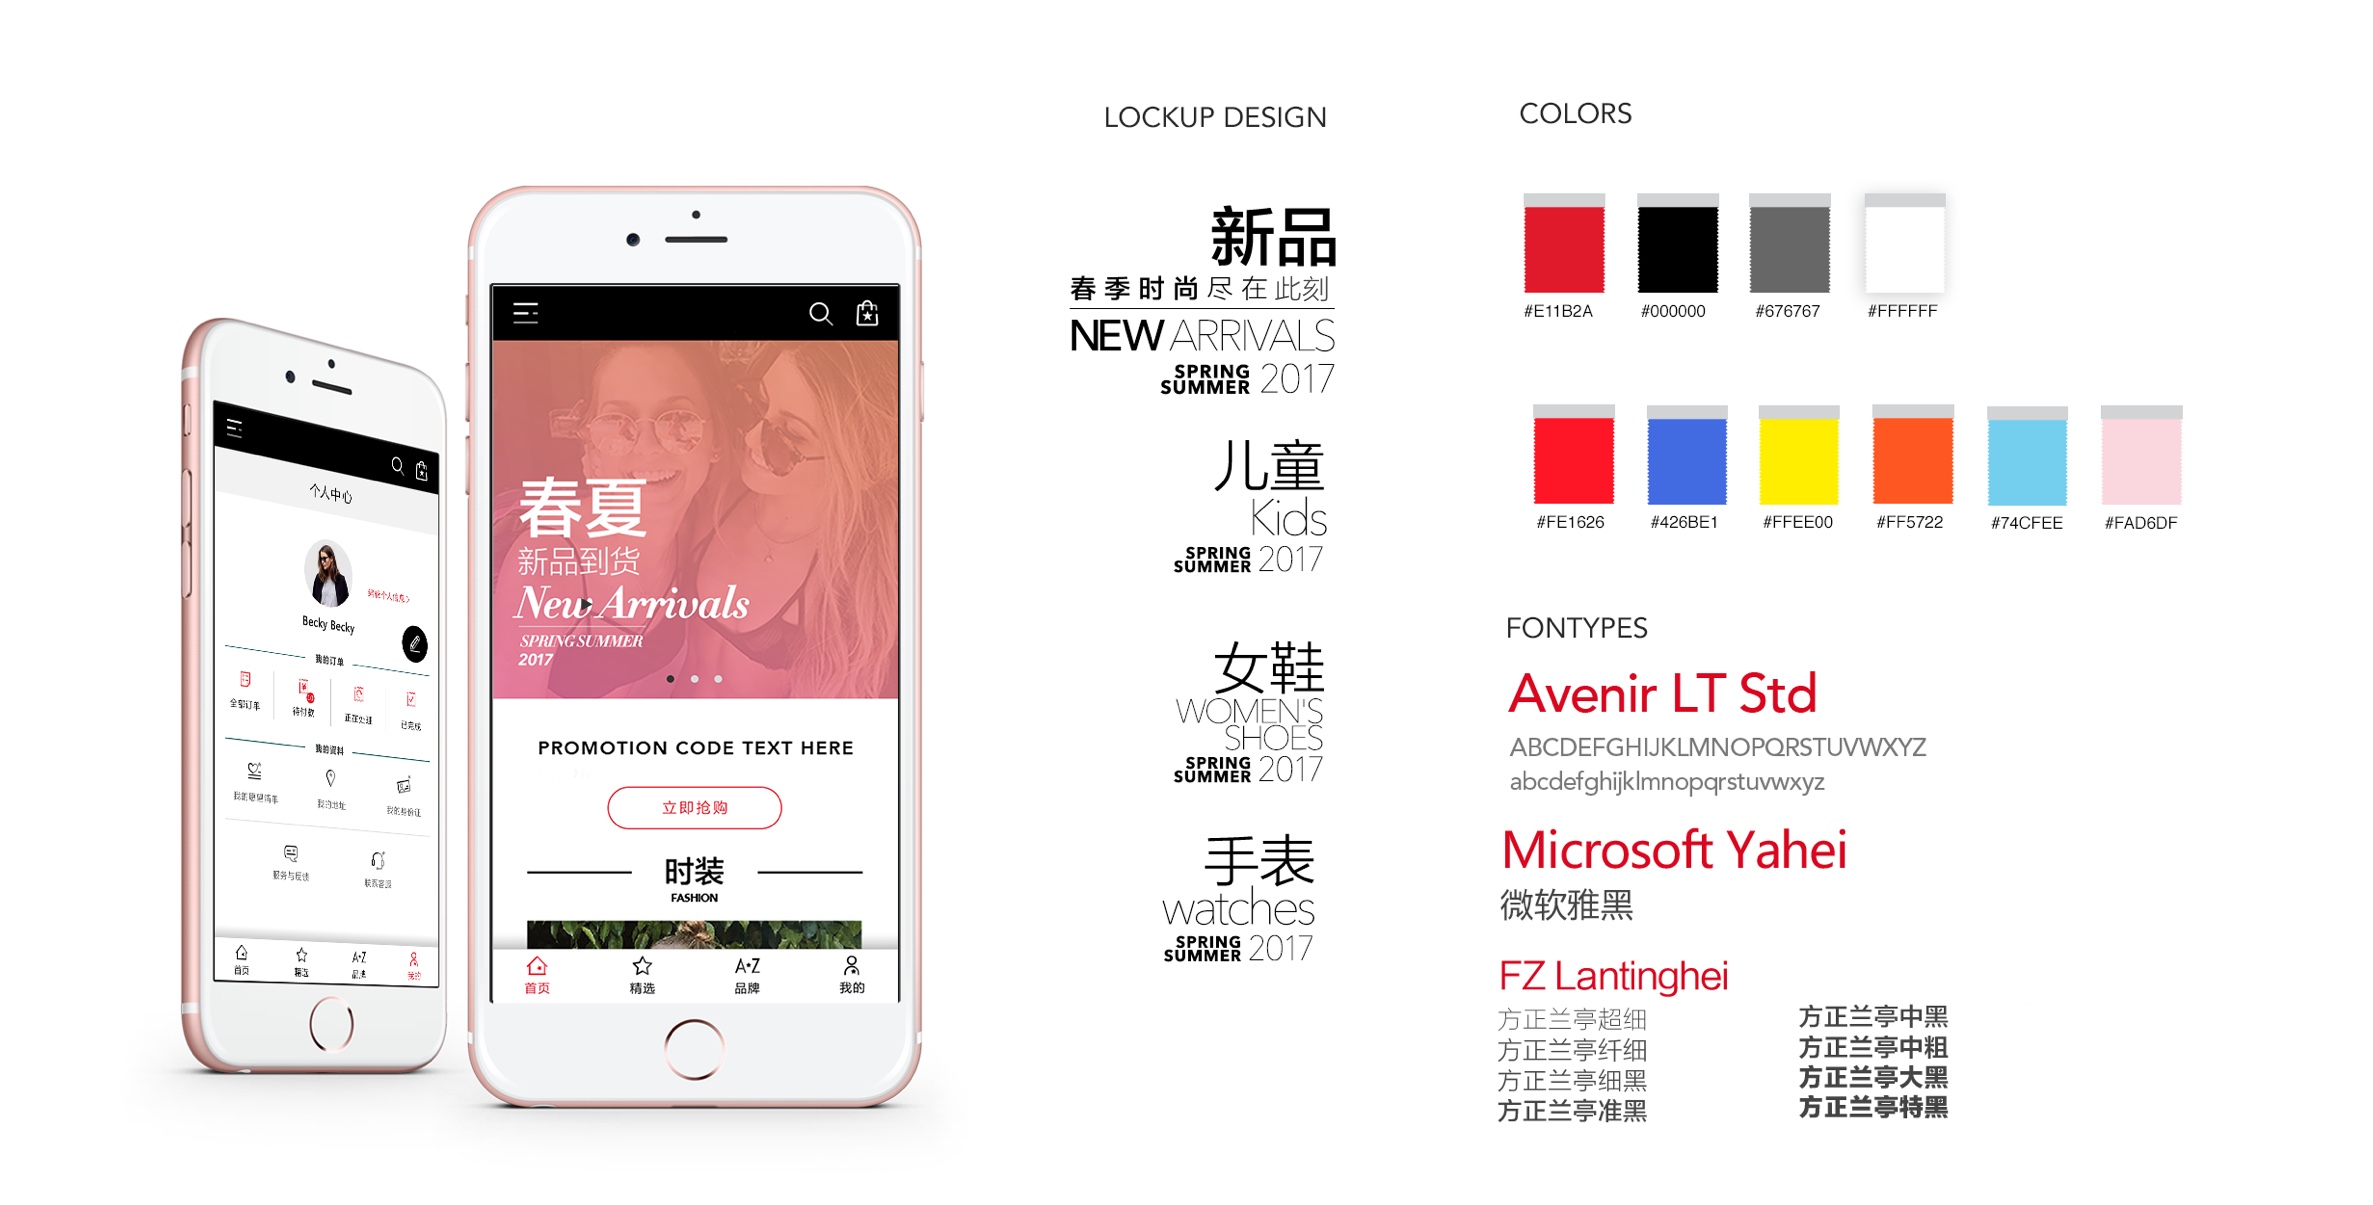 个人中心
编辑个人信息>
Becky Becky
我的订单
全部订单
待付款
正在处理
已完成
我的资料
我的愿望清单
我的地址
我的身份证
服务与反馈
联系客服
首页
精选
A·Z
品牌
我的
春夏
新品到货
New Arrivals
SPRING SUMMER
2017
PROMOTION CODE TEXT HERE
立即抢购
时装
FASHION
首页
精选
A·Z
品牌
我的
LOCKUP DESIGN
新品
春季时尚尽在此刻
NEW ARRIVALS
SPRING
SUMMER 2017
儿童
Kids
SPRING
SUMMER 2017
女鞋
WOMEN'S
SHOES
SPRING
SUMMER 2017
手表
watches
SPRING
SUMMER 2017
COLORS
#E11B2A #000000 #676767 #FFFFFF
#FE1626 #426BE1 #FFEE00 #FF5722 #74CFEE #FAD6DF
FONTYPES
Avenir LT Std
ABCDEFGHIJKLMNOPQRSTUVWXYZ
abcdefghijklmnopqrstuvwxyz
Microsoft Yahei
微软雅黑
FZ Lantinghei
方正兰亭超细
方正兰亭纤细
方正兰亭细黑
方正兰亭准黑
方正兰亭中黑
方正兰亭中粗
方正兰亭大黑
方正兰亭特黑